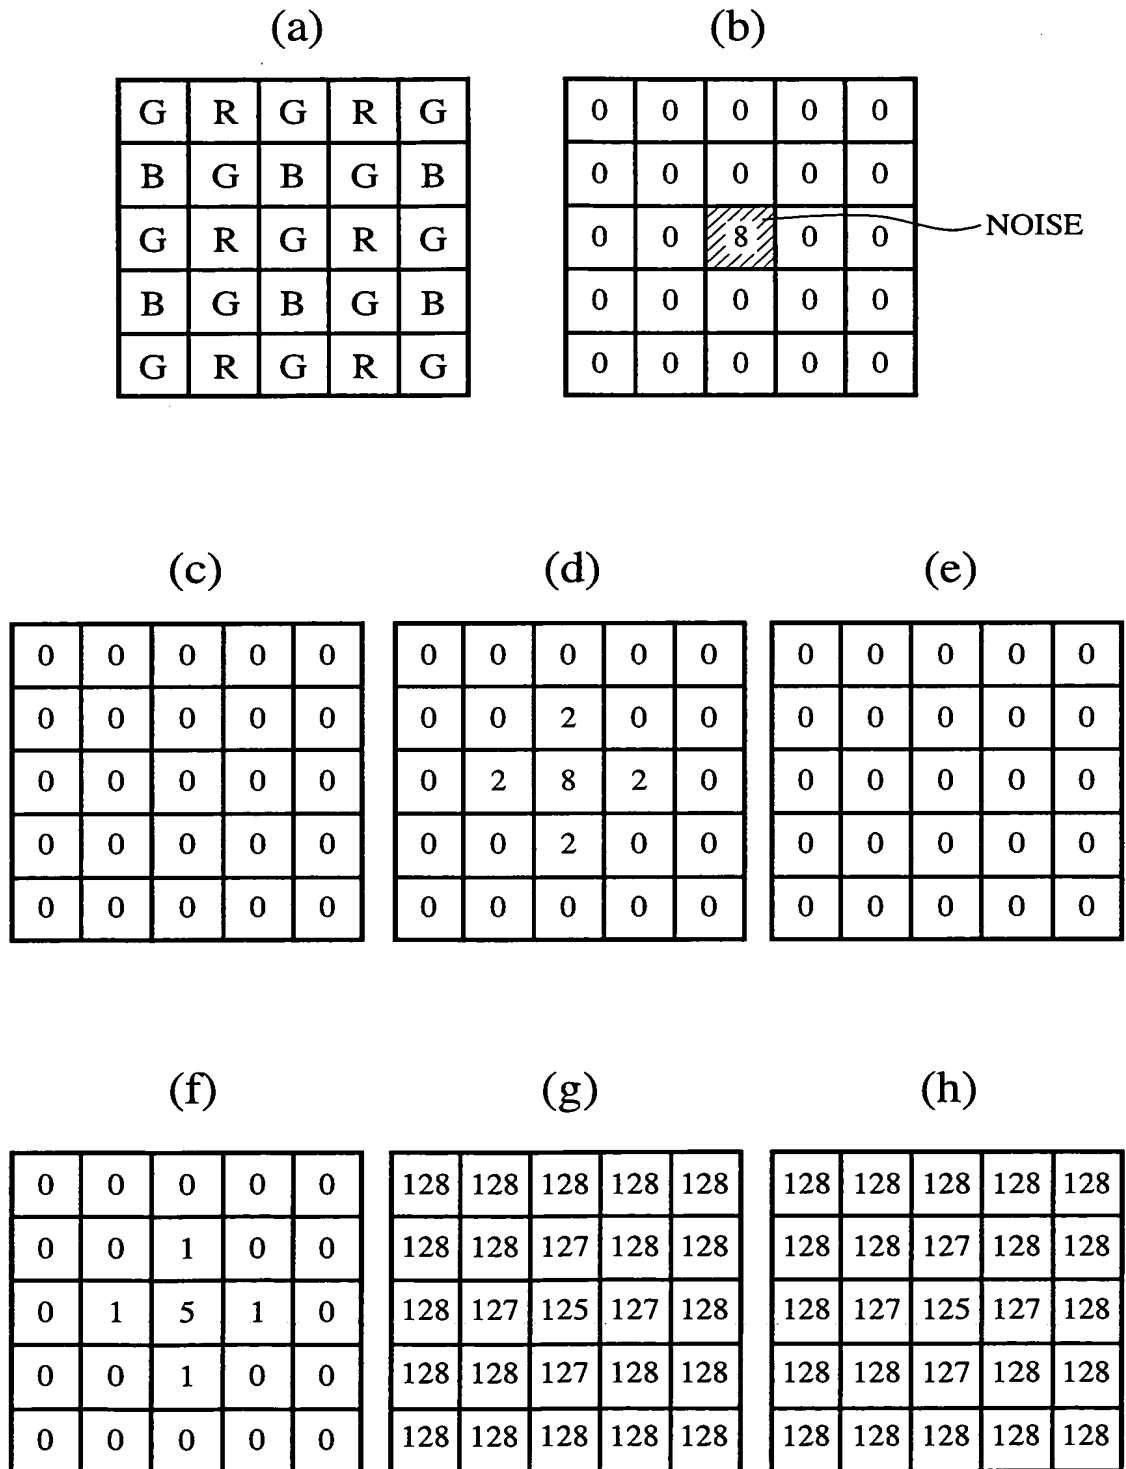 (a) (b)
G R G R G
B G B G B
G R G R G
B G B G B
G R G R G
0 0 0 0 0
0 0 0 0 0
0 0 8 0 0
0 0 0 0 0
0 0 0 0 0
NOISE
(c) (d) (e)
0 0 0 0 0
0 0 0 0 0
0 0 0 0 0
0 0 0 0 0
0 0 0 0 0
0 0 0 0 0
0 0 2 0 0
0 2 8 2 0
0 0 2 0 0
0 0 0 0 0
0 0 0 0 0
0 0 0 0 0
0 0 0 0 0
0 0 0 0 0
0 0 0 0 0
(f) (g) (h)
0 0 0 0 0
0 0 1 0 0
0 1 5 1 0
0 0 1 0 0
0 0 0 0 0
128 128 128 128 128
128 128 127 128 128
128 127 125 127 128
128 128 127 128 128
128 128 128 128 128
128 128 128 128 128
128 128 127 128 128
128 127 125 127 128
128 128 127 128 128
128 128 128 128 128